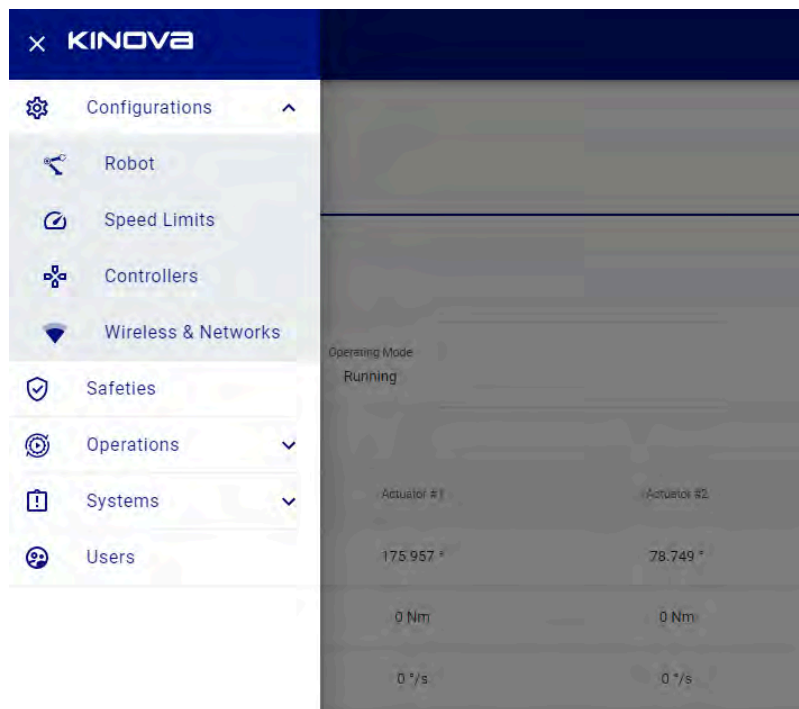 KINOVA
Configurations
Robot
Speed Limits
Controllers
Wireless & Networks
Operating Mode
Running
Safeties
Operations
Actuator #1
Actuator #2
Systems
175.957 °
78.749 °
Users
0 Nm
0 Nm
0 °/s
0 °/s